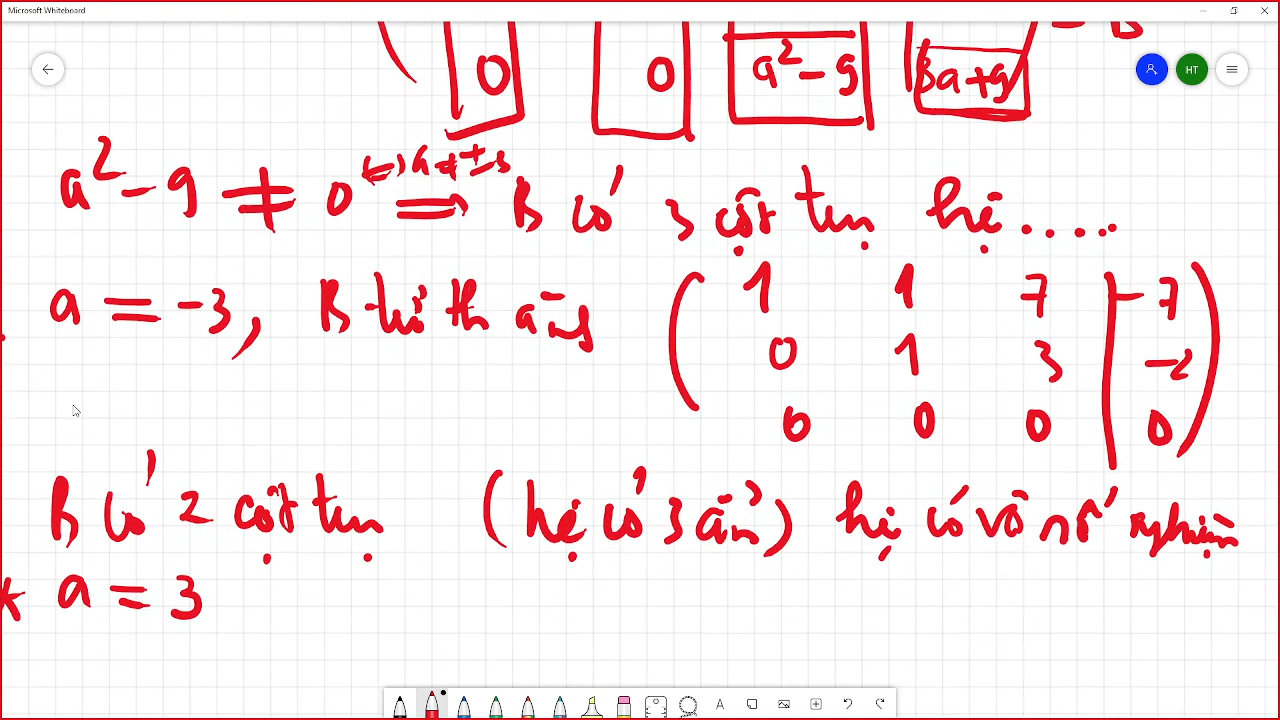 Microsoft Whiteboard
HT
0 0 a²-9 3a+9
a² - 9 ≠ 0 <=> a ≠ ±3 => B có 3 cột trụ hệ.....
a = -3, B trở thành
1 1 7 | -7
0 1 3 | -2
0 0 0 | 0
B có 2 cột trụ (hệ có 3 ẩn) hệ có vô số nghiệm
* a = 3
A